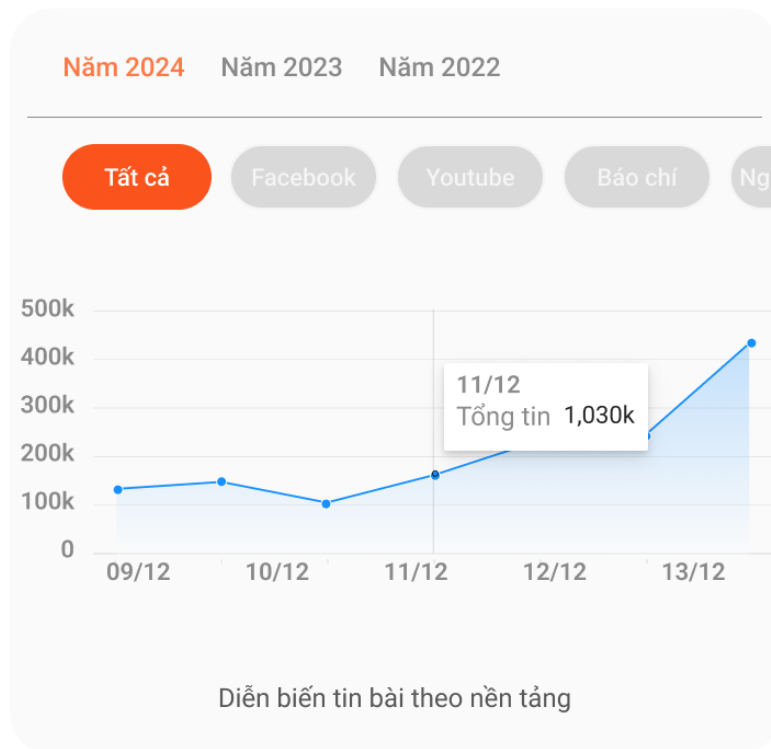 Năm 2024 Năm 2023 Năm 2022
Tất cả Facebook Youtube Báo chí Ng
500k
400k
11/12
300k
Tổng tin 1,030k
200k
100k
0
09/12 10/12 11/12 12/12 13/12
Diễn biến tin bài theo nền tảng